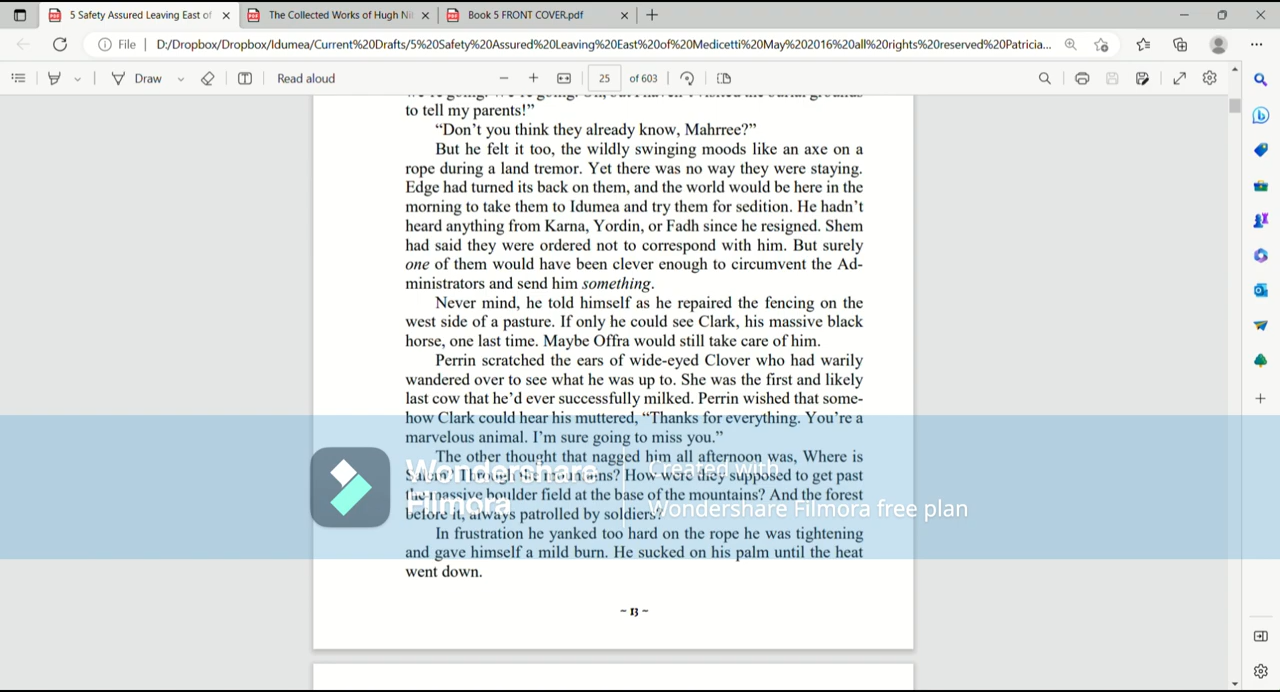 5 Safety Assured Leaving East of
The Collected Works of Hugh Ni
Book 5 FRONT COVER.pdf
File
D:/Dropbox/Dropbox/Idumea/Current%20Drafts/5%20Safety%20Assured%20Leaving%20East%20of%20Medicetti%20May%202016%20all%20rights%20reserved%20Patricia...
Draw
Read aloud
25
of 603
to tell my parents!”
“Don’t you think they already know, Mahrree?”
But he felt it too, the wildly swinging moods like an axe on a
rope during a land tremor. Yet there was no way they were staying.
Edge had turned its back on them, and the world would be here in the
morning to take them to Idumea and try them for sedition. He hadn’t
heard anything from Karna, Yordin, or Fadh since he resigned. Shem
had said they were ordered not to correspond with him. But surely
one of them would have been clever enough to circumvent the Ad-
ministrators and send him something.
Never mind, he told himself as he repaired the fencing on the
west side of a pasture. If only he could see Clark, his massive black
horse, one last time. Maybe Offra would still take care of him.
Perrin scratched the ears of wide-eyed Clover who had warily
wandered over to see what he was up to. She was the first and likely
last cow that he’d ever successfully milked. Perrin wished that some-
how Clark could hear his muttered, “Thanks for everything. You’re a
marvelous animal. I’m sure going to miss you.”
The other thought that nagged him all afternoon was, Where is
Through the mountains? How were they supposed to get past
the massive boulder field at the base of the mountains? And the forest
before it, always patrolled by soldiers?
Wondershare
Filmora
Created with
Wondershare Filmora free plan
In frustration he yanked too hard on the rope he was tightening
and gave himself a mild burn. He sucked on his palm until the heat
went down.
~ 13 ~